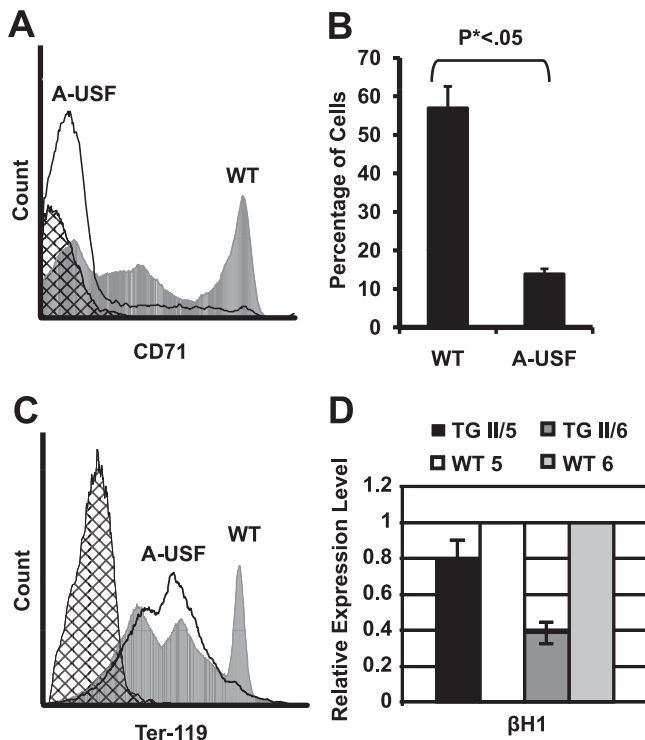 A
A-USF
WT
Count
CD71
B
P*<.05
Percentage of Cells
70
60
50
40
30
20
10
0
WT
A-USF
C
A-USF
WT
Count
Ter-119
D
TG II/5
TG II/6
WT 5
WT 6
Relative Expression Level
1.2
1
0.8
0.6
0.4
0.2
0
βH1